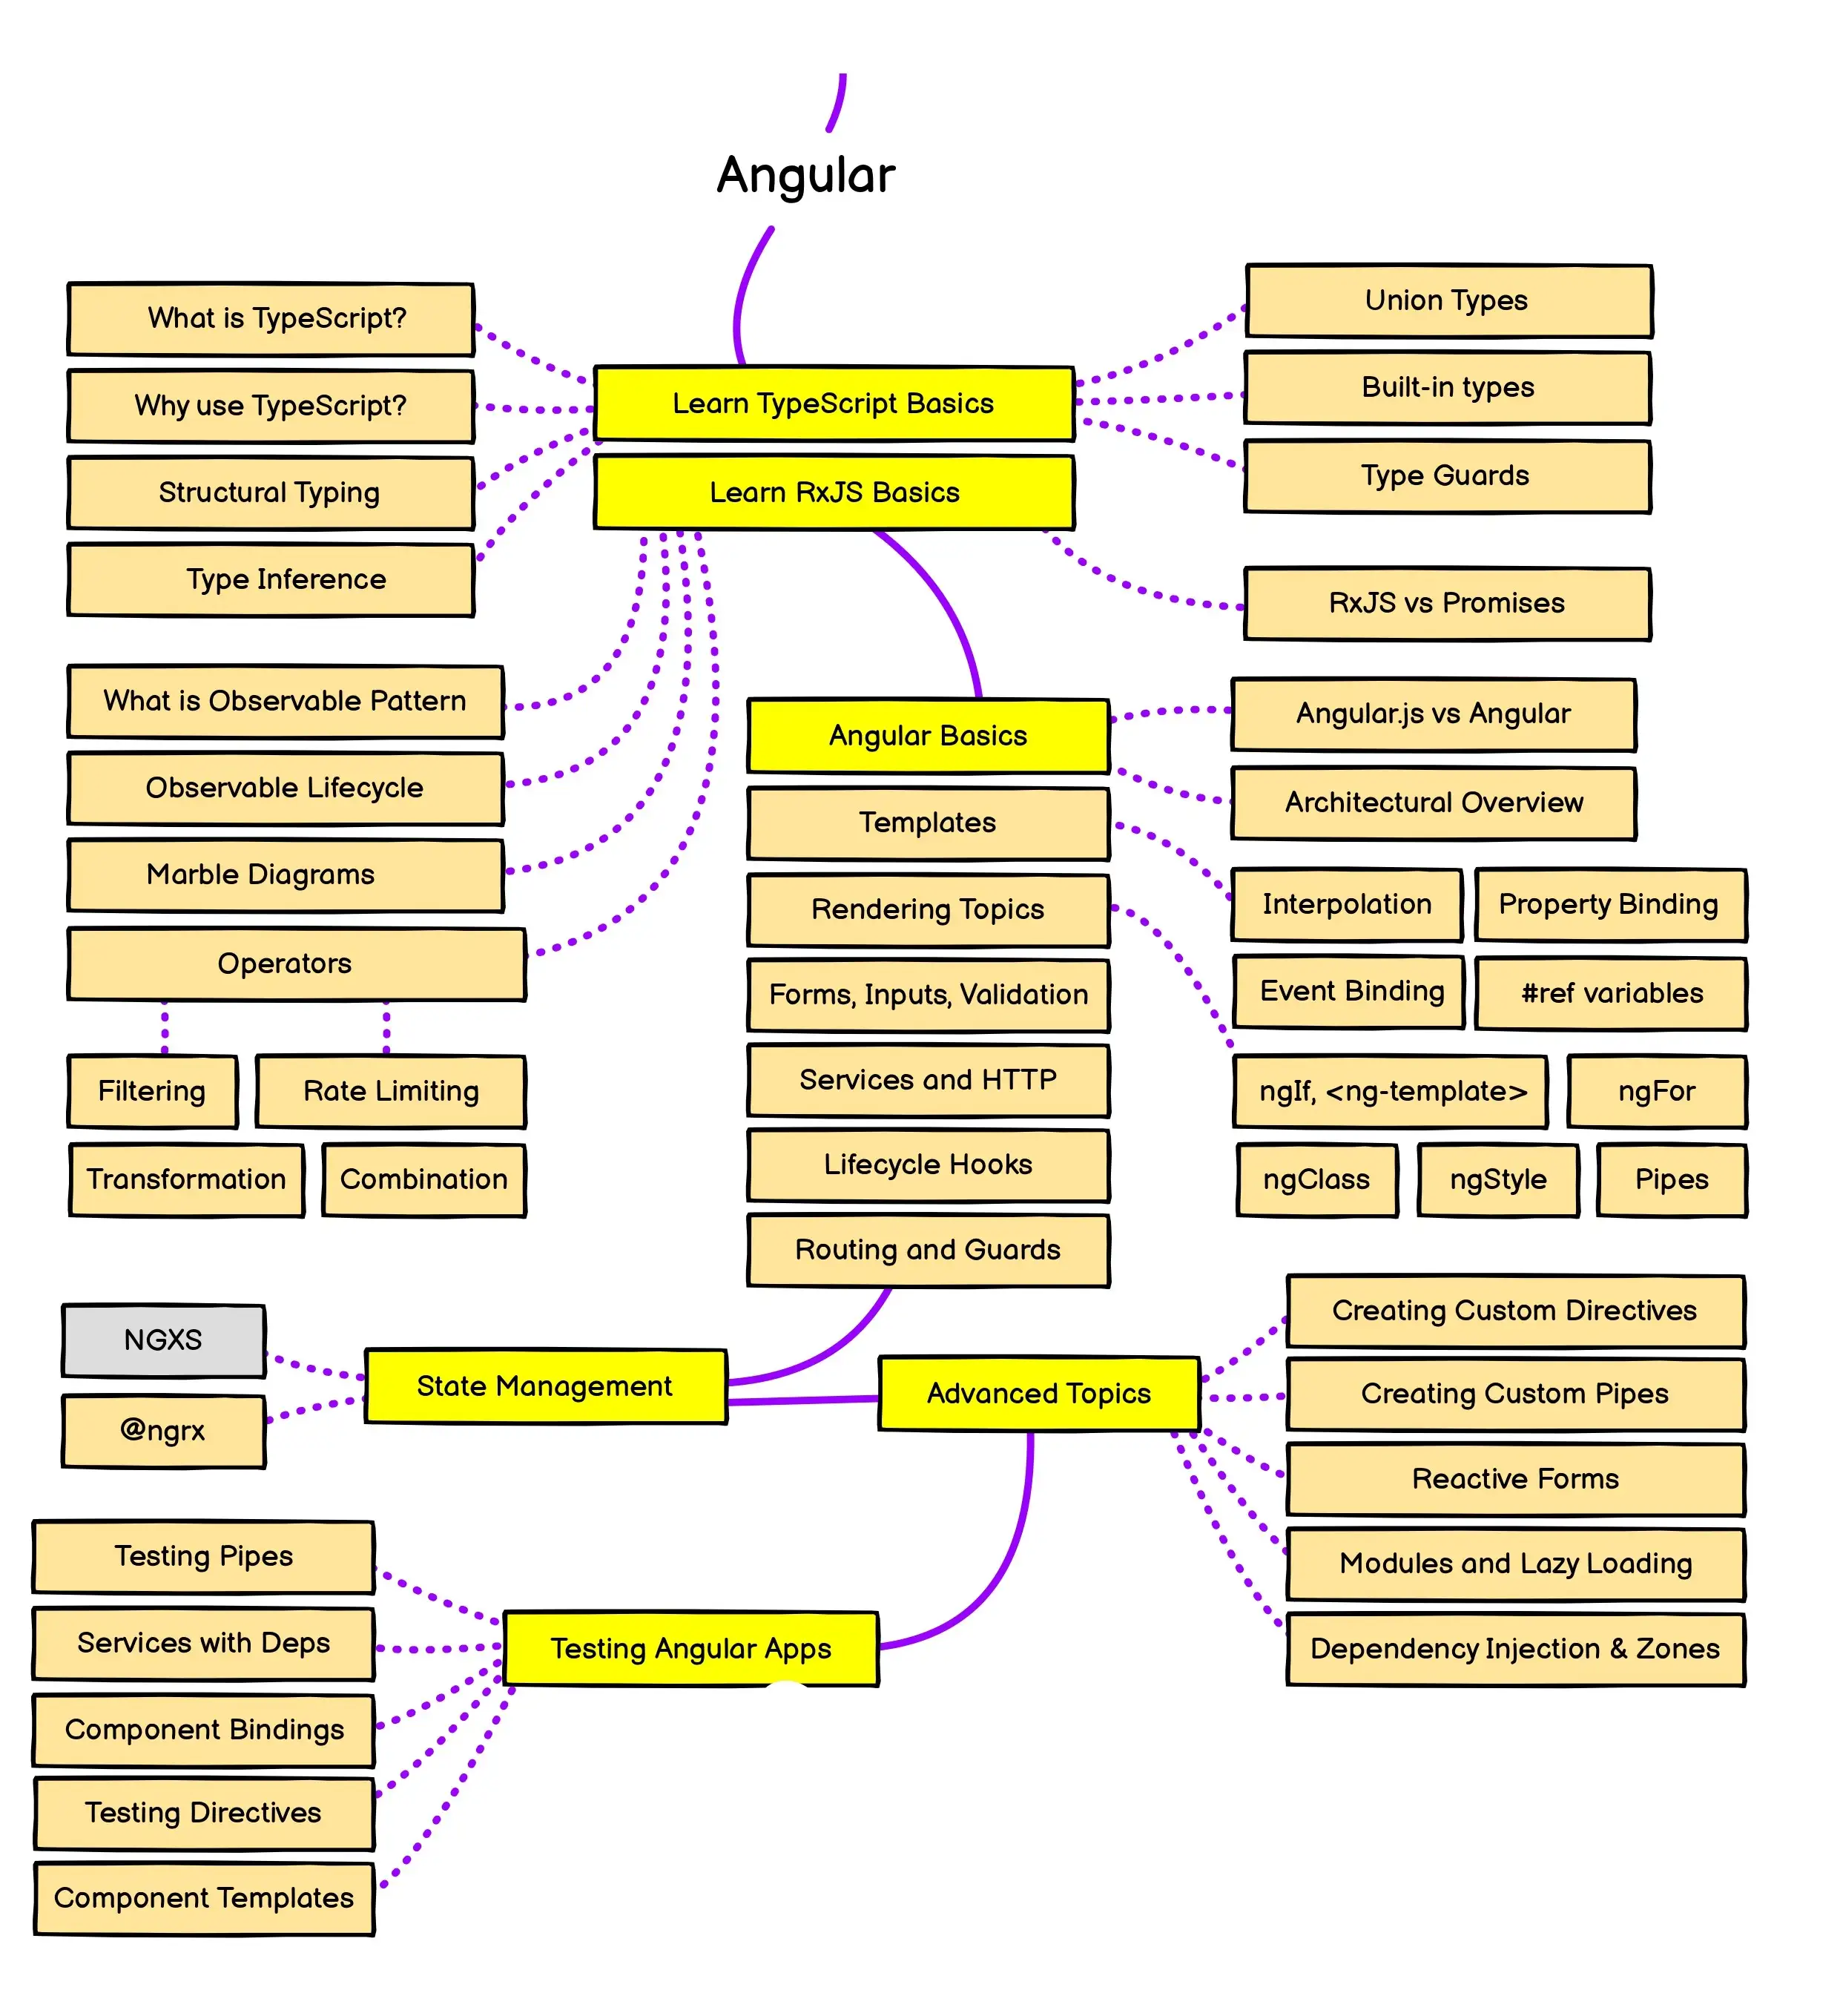 Angular
What is TypeScript?
Why use TypeScript?
Structural Typing
Type Inference
Learn TypeScript Basics
Learn RxJS Basics
Union Types
Built-in types
Type Guards
RxJS vs Promises
What is Observable Pattern
Observable Lifecycle
Marble Diagrams
Operators
Filtering
Rate Limiting
Transformation
Combination
Angular Basics
Templates
Rendering Topics
Forms, Inputs, Validation
Services and HTTP
Lifecycle Hooks
Routing and Guards
Angular.js vs Angular
Architectural Overview
Interpolation
Property Binding
Event Binding
#ref variables
ngIf, <ng-template>
ngFor
ngClass
ngStyle
Pipes
NGXS
@ngrx
State Management
Advanced Topics
Creating Custom Directives
Creating Custom Pipes
Reactive Forms
Modules and Lazy Loading
Dependency Injection & Zones
Testing Pipes
Services with Deps
Component Bindings
Testing Directives
Component Templates
Testing Angular Apps